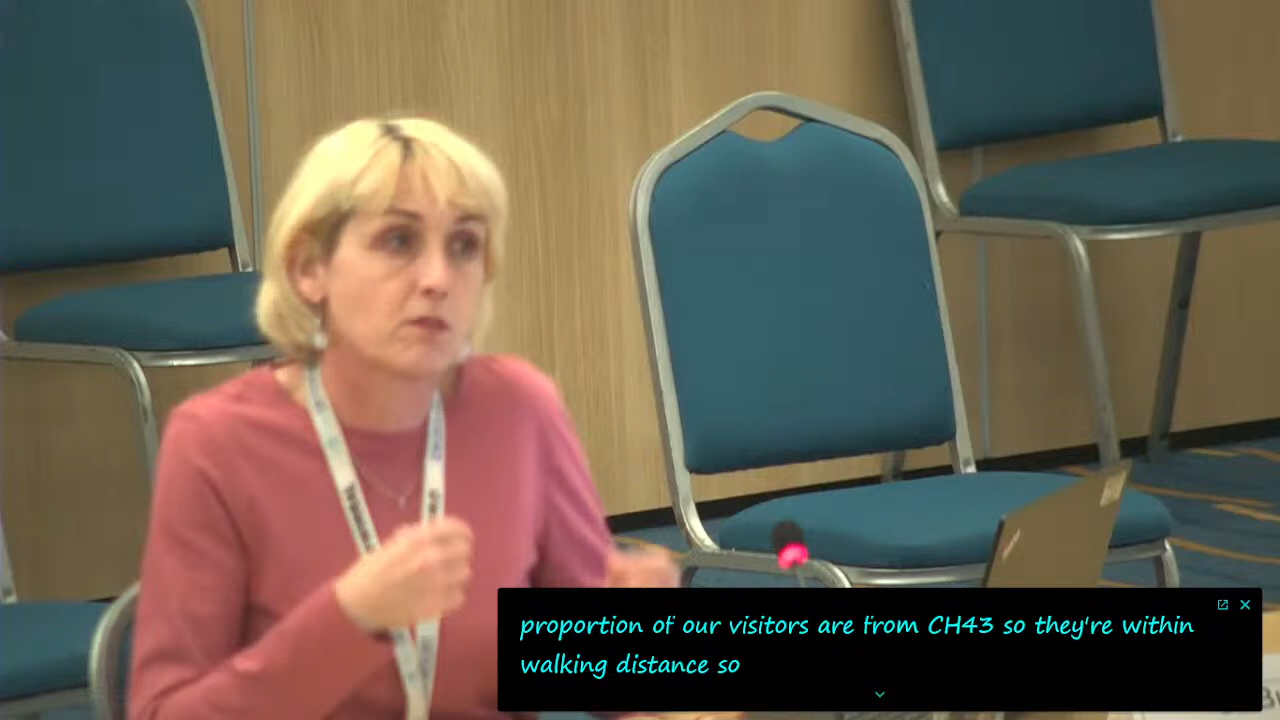 proportion of our visitors are from CH43 so they're within
walking distance so